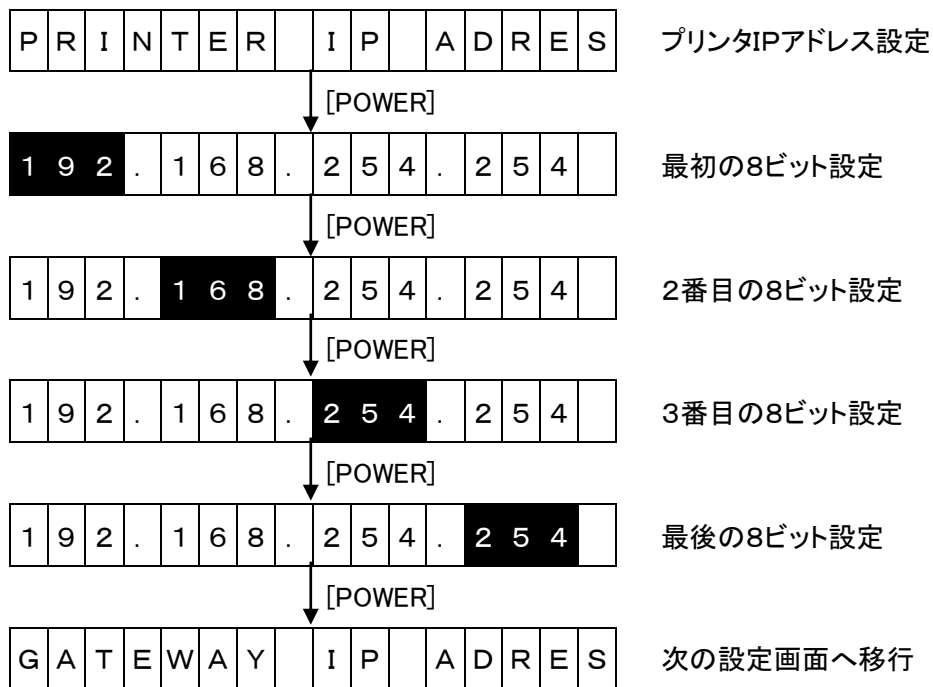 PRINTER IP ADRES プリンタIPアドレス設定
[POWER]
192.168.254.254 最初の8ビット設定
[POWER]
192.168.254.254 2番目の8ビット設定
[POWER]
192.168.254.254 3番目の8ビット設定
[POWER]
192.168.254.254 最後の8ビット設定
[POWER]
GATEWAY IP ADRES 次の設定画面へ移行